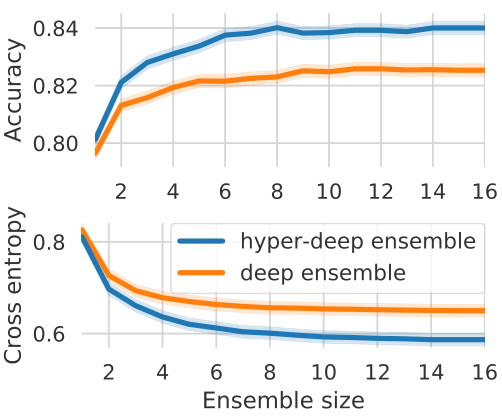 Accuracy
0.84
0.82
0.80
2 4 6 8 10 12 14 16
Cross entropy
0.8
0.6
hyper-deep ensemble
deep ensemble
2 4 6 8 10 12 14 16
Ensemble size